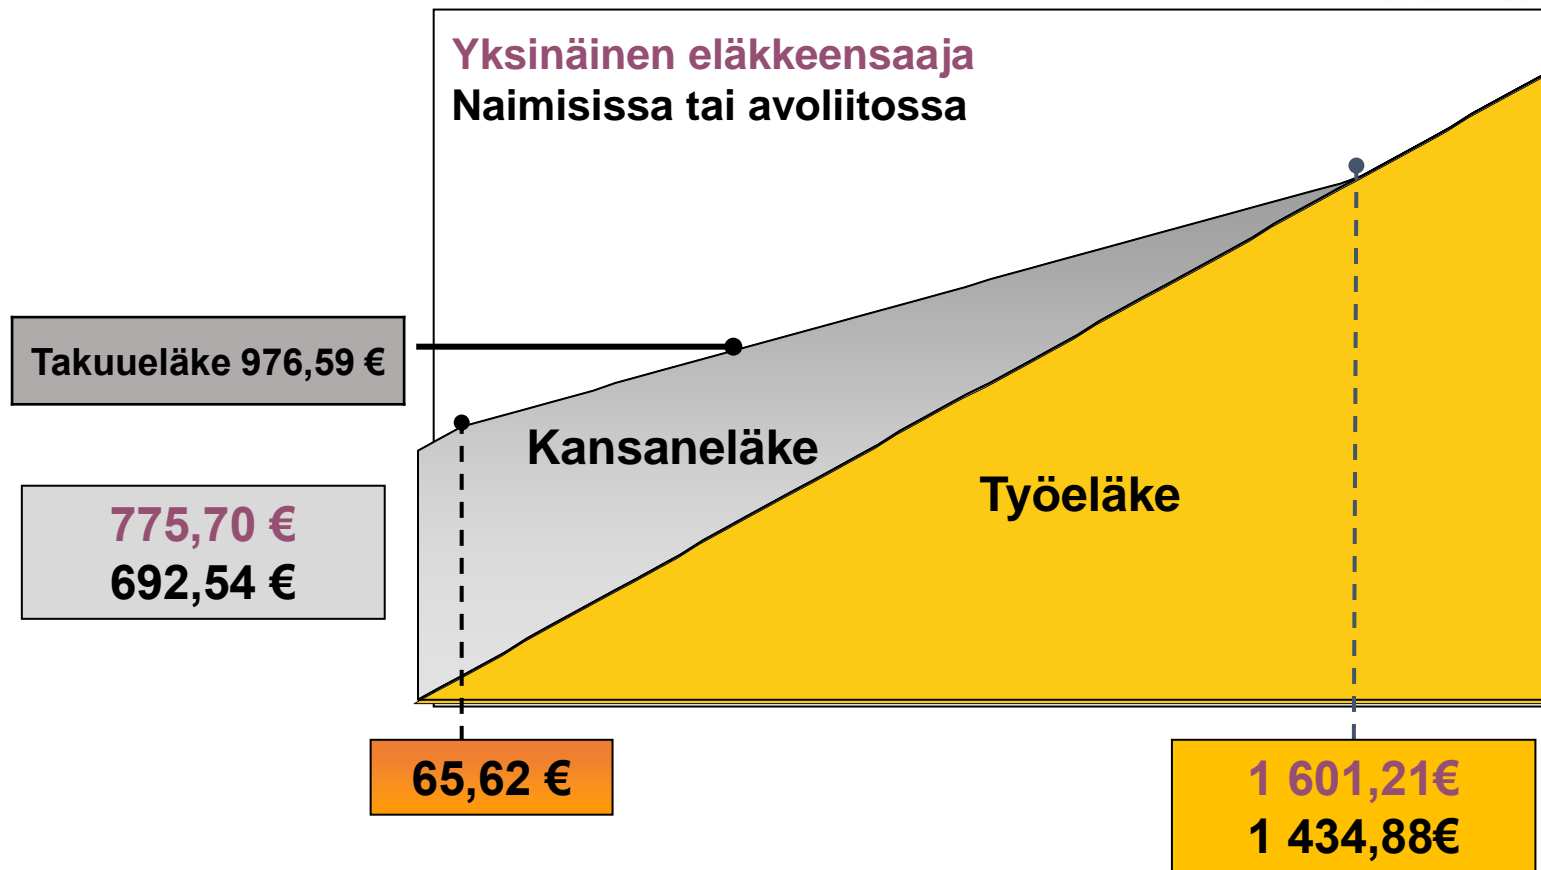 Yksinäinen eläkkeensaaja
Naimisissa tai avoliitossa
Takuueläke 976,59 €
Kansaneläke
Työeläke
775,70 €
692,54 €
65,62 €
1 601,21€
1 434,88€